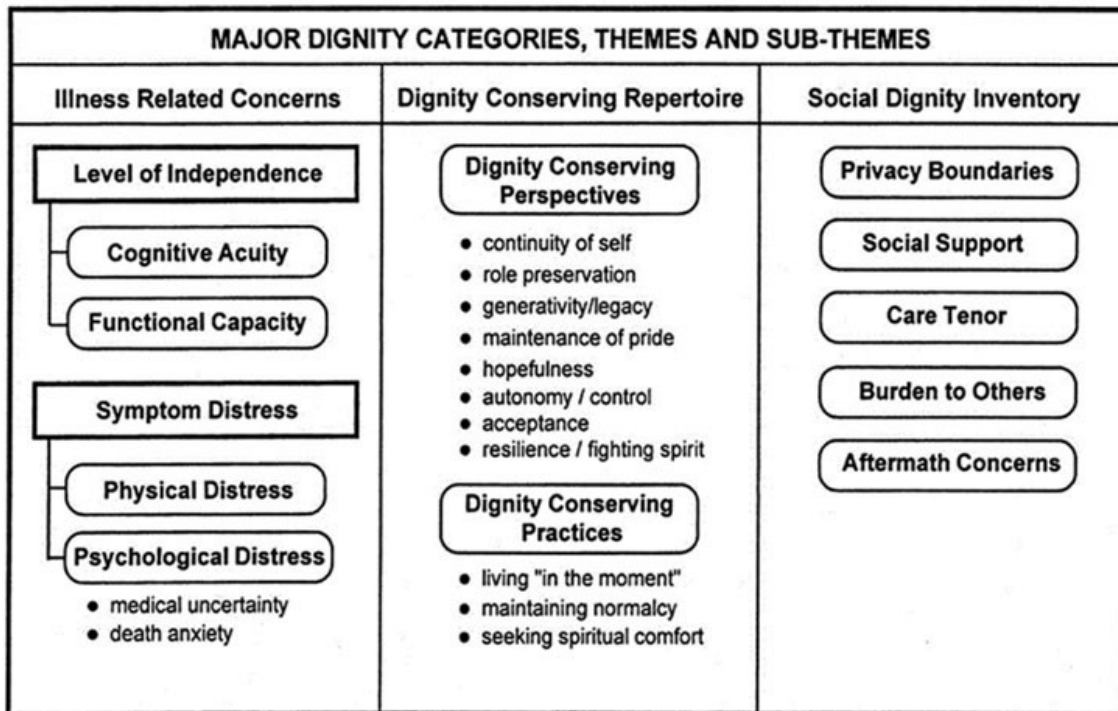 MAJOR DIGNITY CATEGORIES, THEMES AND SUB-THEMES
Illness Related Concerns
Level of Independence
Cognitive Acuity
Functional Capacity
Symptom Distress
Physical Distress
Psychological Distress
● medical uncertainty
● death anxiety
Dignity Conserving Repertoire
Dignity Conserving
Perspectives
● continuity of self
● role preservation
● generativity/legacy
● maintenance of pride
● hopefulness
● autonomy / control
● acceptance
● resilience / fighting spirit
Dignity Conserving
Practices
● living "in the moment"
● maintaining normalcy
● seeking spiritual comfort
Social Dignity Inventory
Privacy Boundaries
Social Support
Care Tenor
Burden to Others
Aftermath Concerns